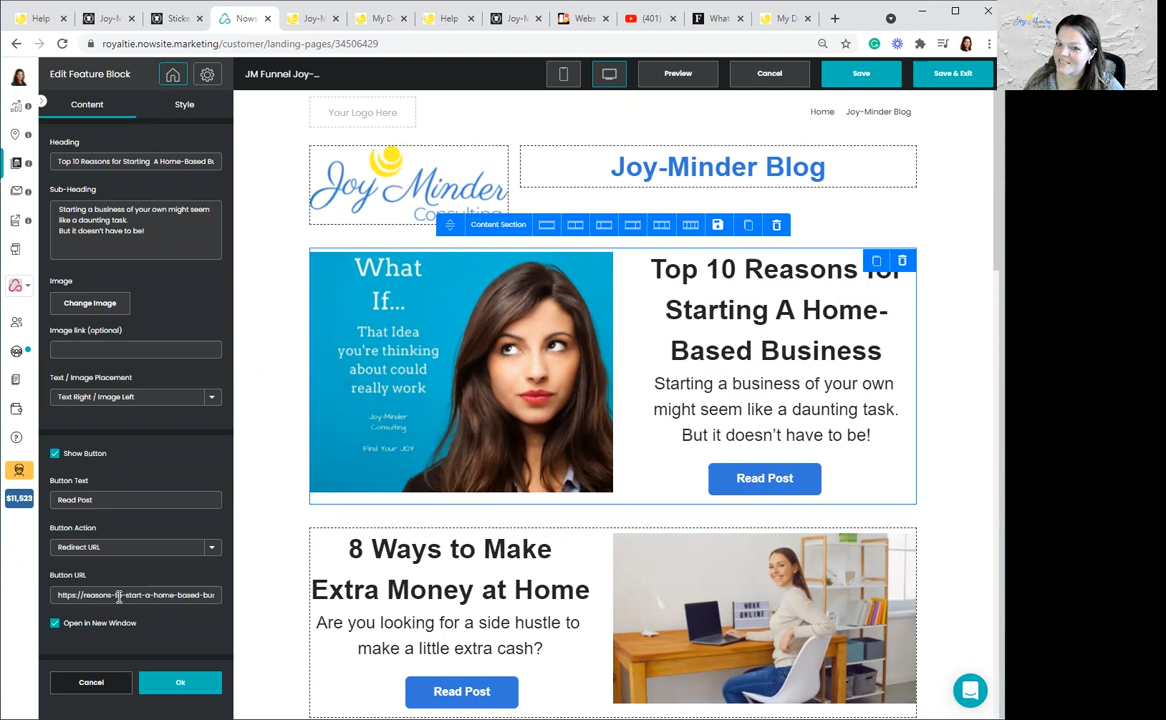 Help
Joy-M
Sticke
Nows
Joy-M
My D
Help
Joy-M
Webs
(401)
What
My D
royaltie.nowsite.marketing/customer/landing-pages/34506429
Edit Feature Block
JM Funnel Joy-...
Preview
Cancel
Save
Save & Exit
Content
Style
Heading
Top 10 Reasons for Starting A Home-Based Bu
Sub-Heading
Starting a business of your own might seem
like a daunting task.
But it doesn't have to be!
Image
Change Image
Image link (optional)
Text / Image Placement
Text Right / Image Left
Show Button
Button Text
Read Post
Button Action
Redirect URL
Button URL
Open in New Window
Cancel
Ok
$11,523
Your Logo Here
Home
Joy-Minder Blog
Joy Minder
Consulting
Joy-Minder Blog
Content Section
What
If...
That Idea
you're thinking
about could
really work
Joy-Minder
Consulting
Find Your JOY
Top 10 Reasons for
Starting A Home-
Based Business
Starting a business of your own
might seem like a daunting task.
But it doesn't have to be!
Read Post
8 Ways to Make
Extra Money at Home
Are you looking for a side hustle to
make a little extra cash?
Read Post
WORK
ONLINE